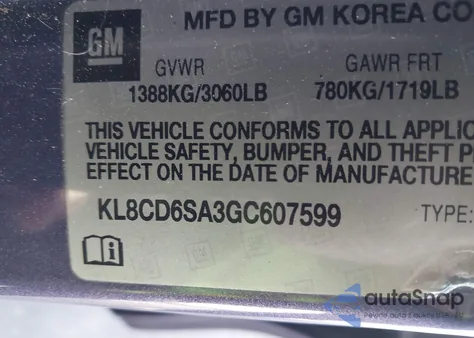 MFD BY GM KOREA CO
GM
GVWR GAWR FRT
1388KG/3060LB 780KG/1719LB
THIS VEHICLE CONFORMS TO ALL APPLIC
VEHICLE SAFETY, BUMPER, AND THEFT P
EFFECT ON THE DATE OF MANUFACTURE
KL8CD6SA3GC607599 TYPE:
i
autoSnap